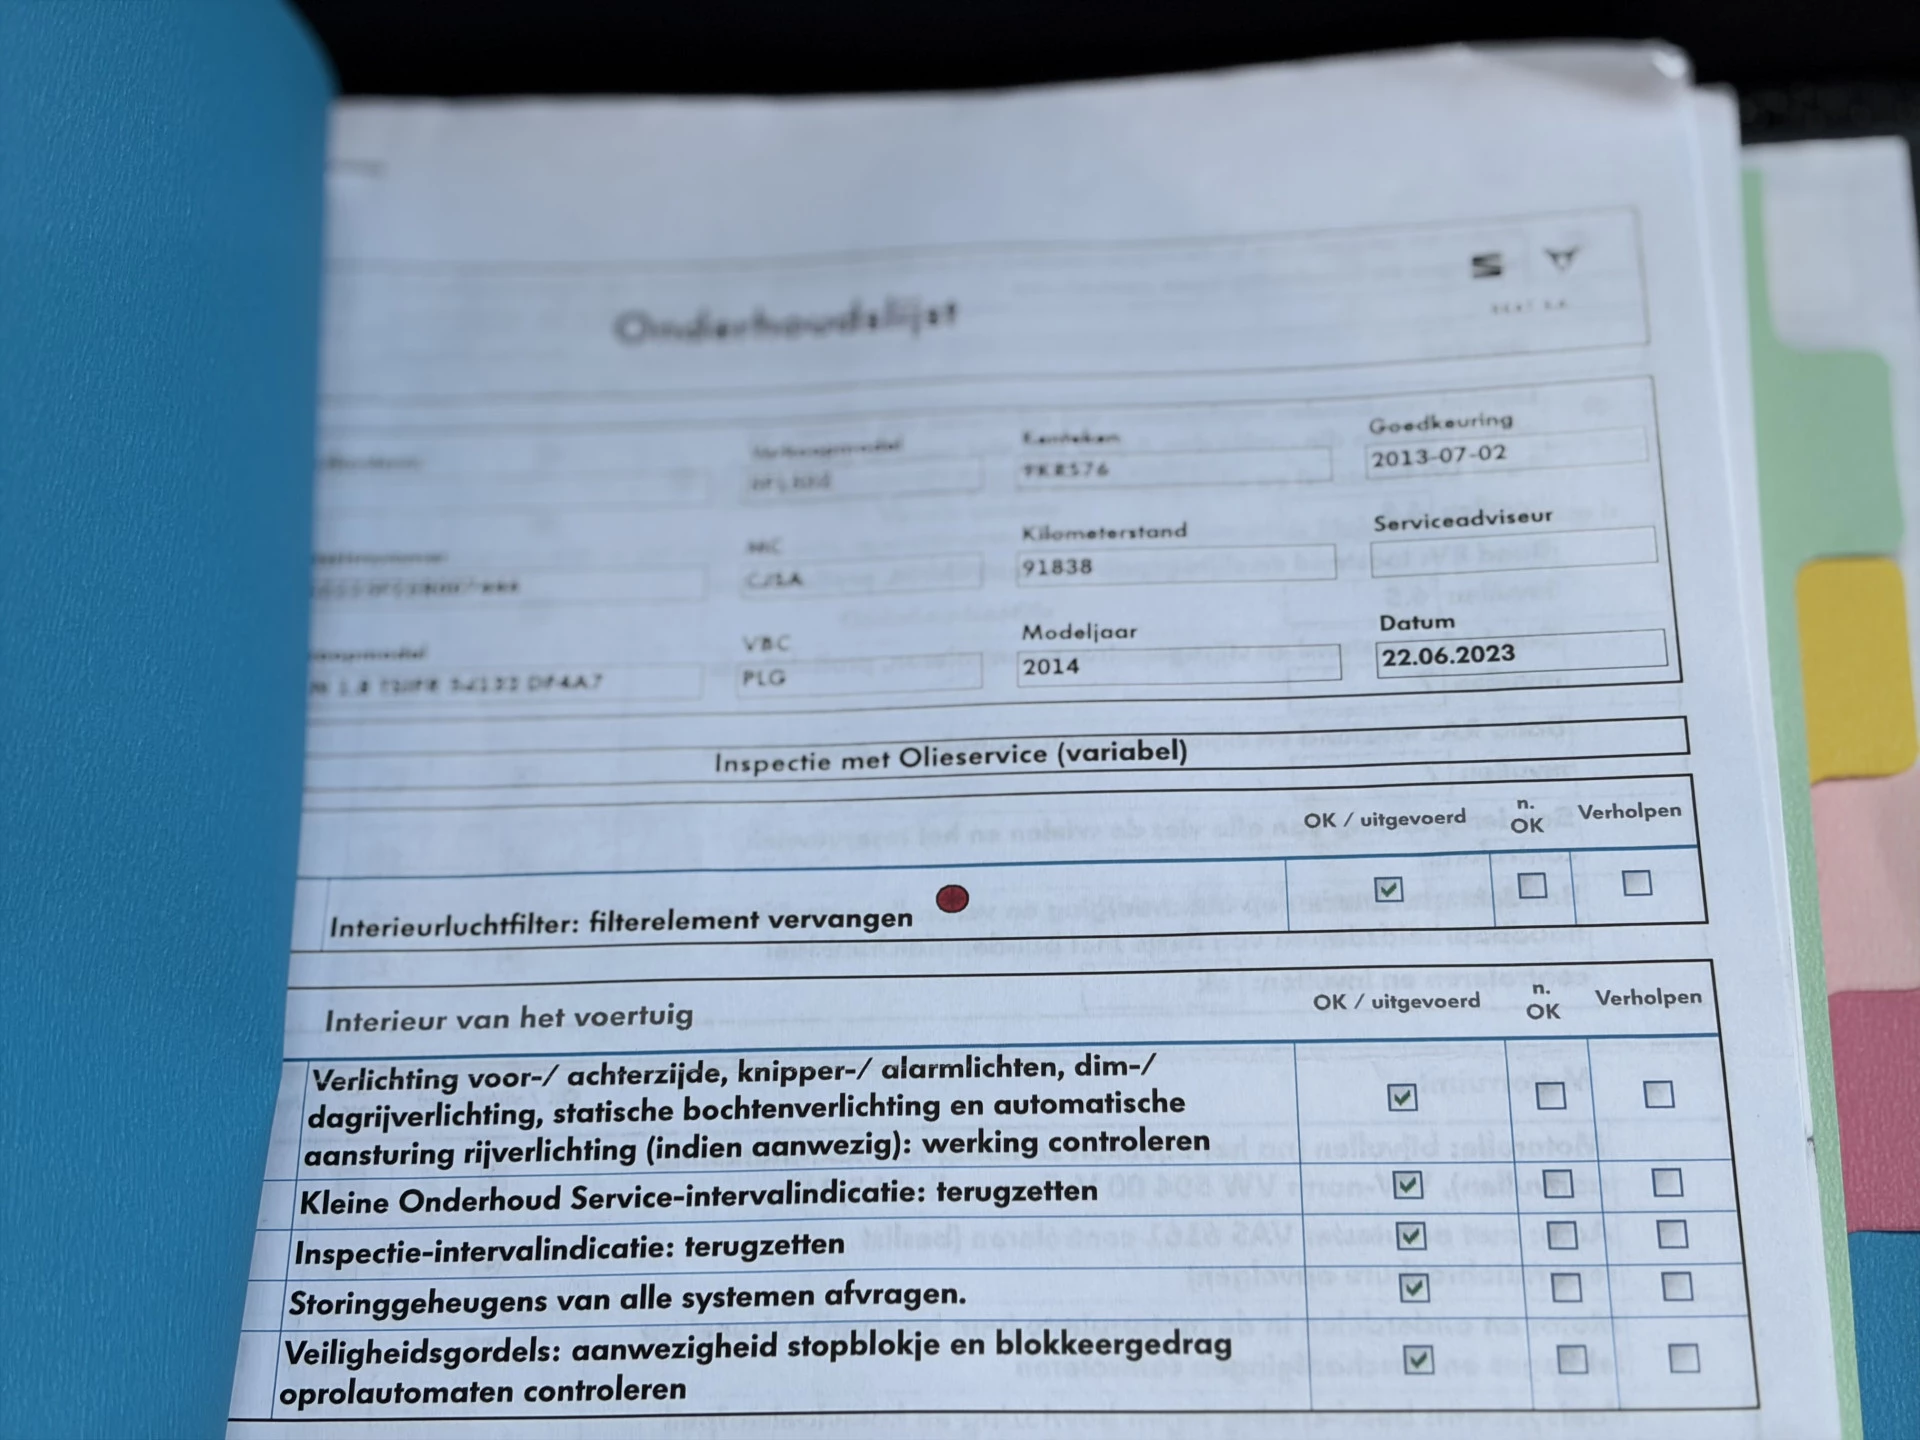 Onderhoudslijst
Kenteken
Goedkeuring
2013-07-02
MC
Kilometerstand
91838
Serviceadviseur
VBC
PLG
Modeljaar
2014
Datum
22.06.2023
Inspectie met Olieservice (variabel)
OK / uitgevoerd n. OK Verholpen
Interieurluchtfilter: filterelement vervangen
Interieur van het voertuig
OK / uitgevoerd n. OK Verholpen
Verlichting voor-/ achterzijde, knipper-/ alarmlichten, dim-/
dagrijverlichting, statische bochtenverlichting en automatische
aansturing rijverlichting (indien aanwezig): werking controleren
Kleine Onderhoud Service-intervalindicatie: terugzetten
Inspectie-intervalindicatie: terugzetten
Storinggeheugens van alle systemen afvragen.
Veiligheidsgordels: aanwezigheid stopblokje en blokkeergedrag
oprolautomaten controleren